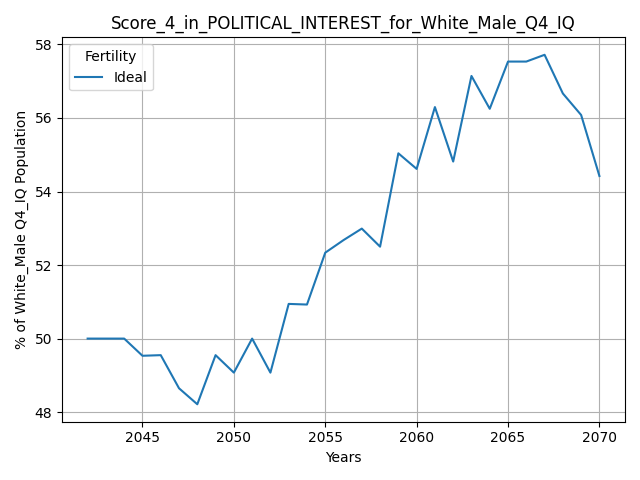 Score_4_in_POLITICAL_INTEREST_for_White_Male_Q4_IQ
Fertility
Ideal
% of White_Male Q4_IQ Population
58
56
54
52
50
48
2045 2050 2055 2060 2065 2070
Years